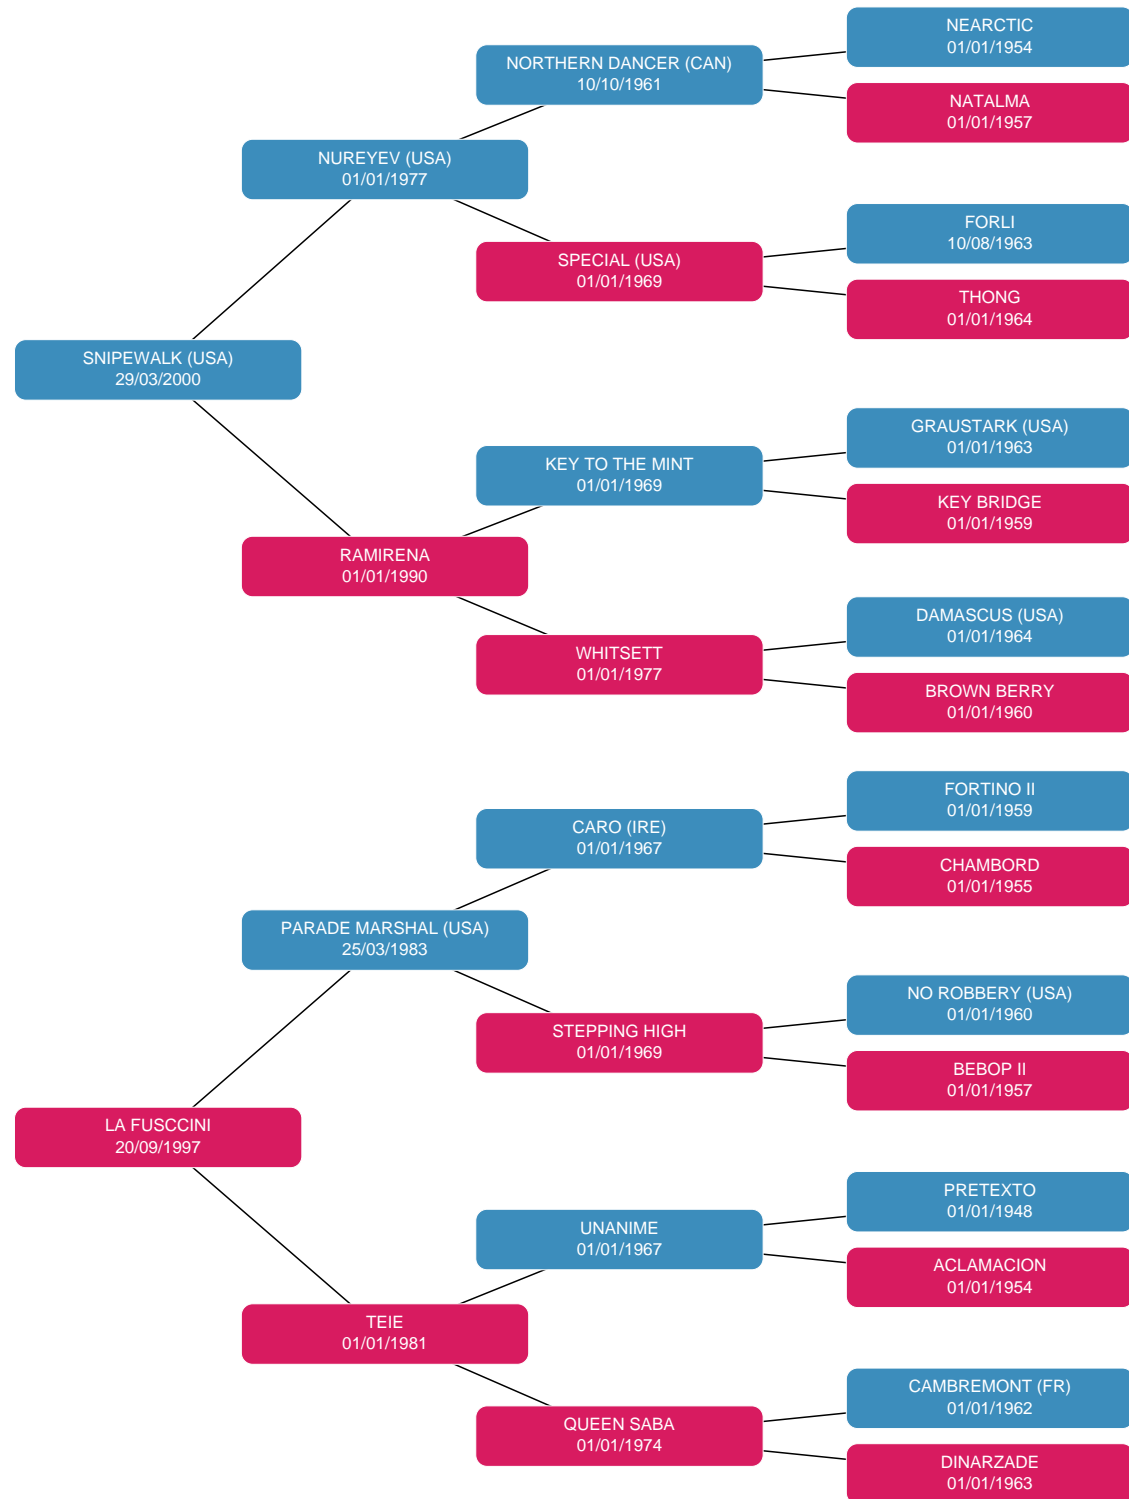 NEARCTIC
01/01/1954
NORTHERN DANCER (CAN)
10/10/1961
NATALMA
01/01/1957
NUREYEV (USA)
01/01/1977
FORLI
10/08/1963
SPECIAL (USA)
01/01/1969
THONG
01/01/1964
SNIPEWALK (USA)
29/03/2000
GRAUSTARK (USA)
01/01/1963
KEY TO THE MINT
01/01/1969
KEY BRIDGE
01/01/1959
RAMIRENA
01/01/1990
DAMASCUS (USA)
01/01/1964
WHITSETT
01/01/1977
BROWN BERRY
01/01/1960
FORTINO II
01/01/1959
CARO (IRE)
01/01/1967
CHAMBORD
01/01/1955
PARADE MARSHAL (USA)
25/03/1983
NO ROBBERY (USA)
01/01/1960
STEPPING HIGH
01/01/1969
BEBOP II
01/01/1957
LA FUSCCINI
20/09/1997
PRETEXTO
01/01/1948
UNANIME
01/01/1967
ACLAMACION
01/01/1954
TEIE
01/01/1981
CAMBREMONT (FR)
01/01/1962
QUEEN SABA
01/01/1974
DINARZADE
01/01/1963